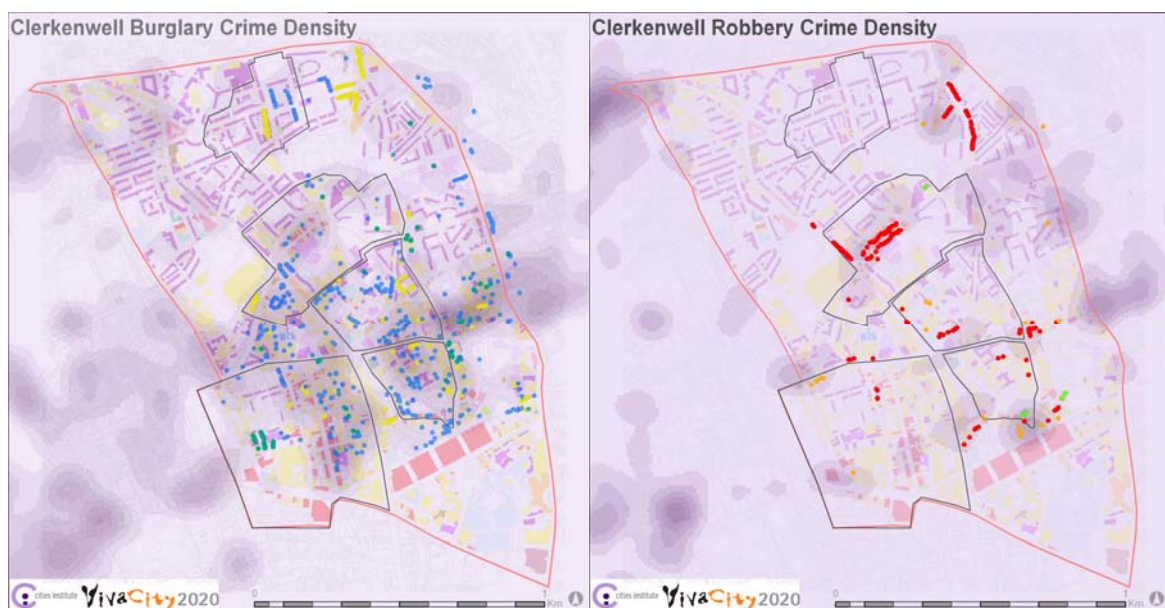 Clerkenwell Burglary Crime Density
Clerkenwell Robbery Crime Density
cities institute VivaCity2020
0 1
Km
cities institute VivaCity2020
0 1
Km